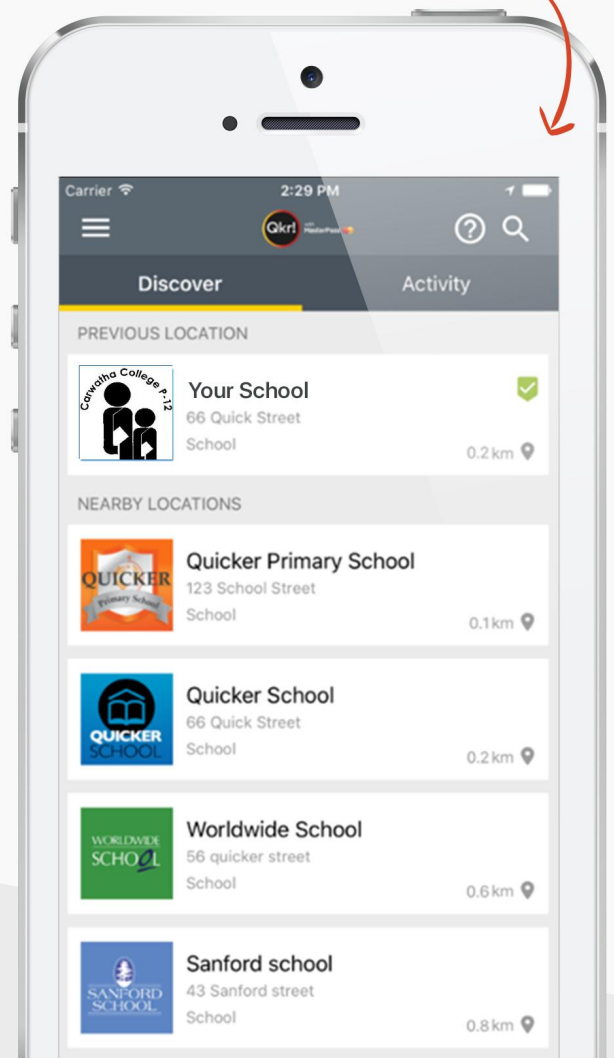 Carrier
2:29 PM
Qkr! with MasterPass
Discover
Activity
PREVIOUS LOCATION
Carwatha College P-12
Your School
66 Quick Street
School
0.2 km
NEARBY LOCATIONS
QUICKER
Primary School
Quicker Primary School
123 School Street
School
0.1 km
QUICKER
SCHOOL
Quicker School
66 Quick Street
School
0.2 km
WORLDWIDE
SCHOOL
Worldwide School
56 quicker street
School
0.6 km
SANFORD
SCHOOL
Sanford school
43 Sanford street
School
0.8 km